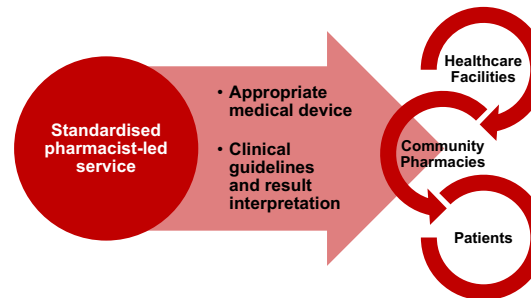 Standardised
pharmacist-led
service
• Appropriate
medical device
• Clinical
guidelines
and result
interpretation
Healthcare
Facilities
Community
Pharmacies
Patients